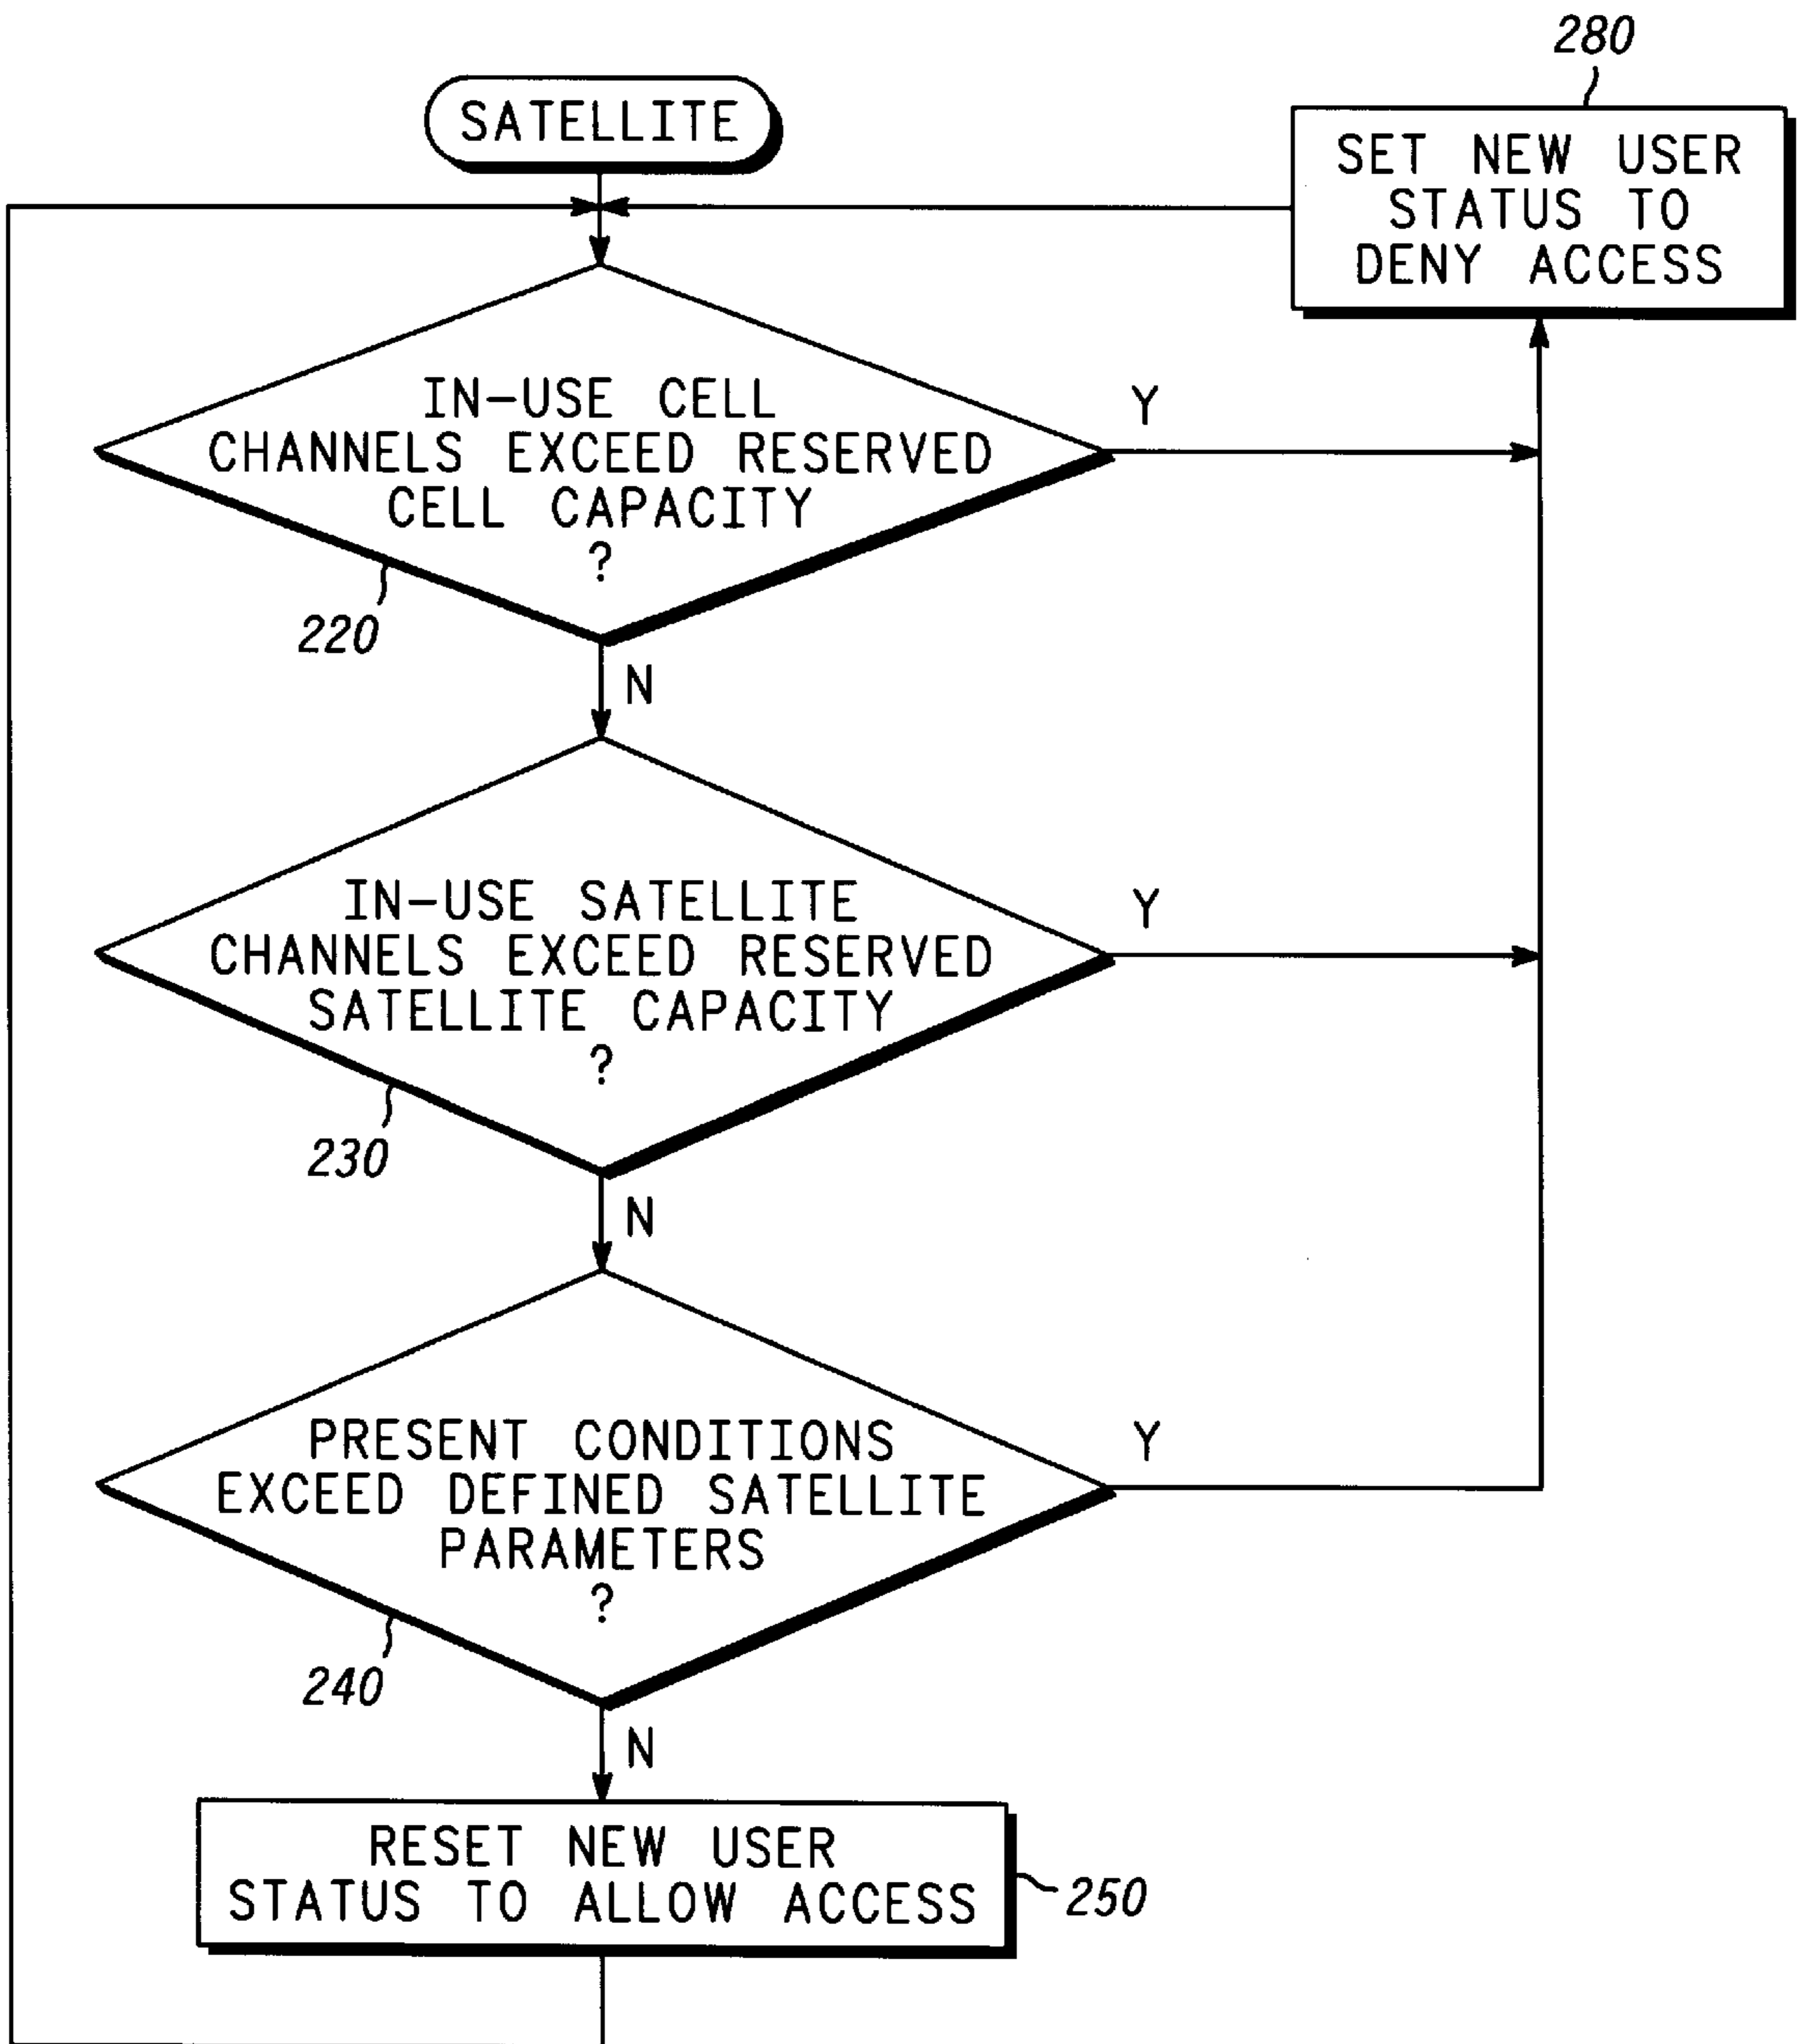 280
SATELLITE
SET NEW USER
STATUS TO
DENY ACCESS
IN-USE CELL
CHANNELS EXCEED RESERVED
CELL CAPACITY
?
Y
220
N
IN-USE SATELLITE
CHANNELS EXCEED RESERVED
SATELLITE CAPACITY
?
Y
230
N
PRESENT CONDITIONS
EXCEED DEFINED SATELLITE
PARAMETERS
?
Y
240
N
RESET NEW USER
STATUS TO ALLOW ACCESS
250